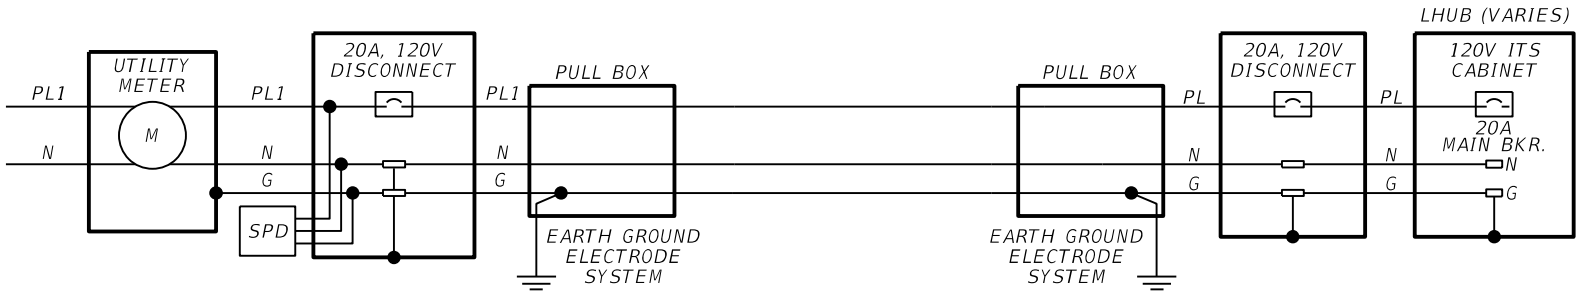 LHUB (VARIES)
UTILITY
METER
20A, 120V
DISCONNECT
PULL BOX
PULL BOX
20A, 120V
DISCONNECT
120V ITS
CABINET
PL1
PL1
PL1
PL
PL
M
20A
MAIN BKR.
N
N
N
N
N
N
G
G
G
G
G
SPD
EARTH GROUND
ELECTRODE
SYSTEM
EARTH GROUND
ELECTRODE
SYSTEM